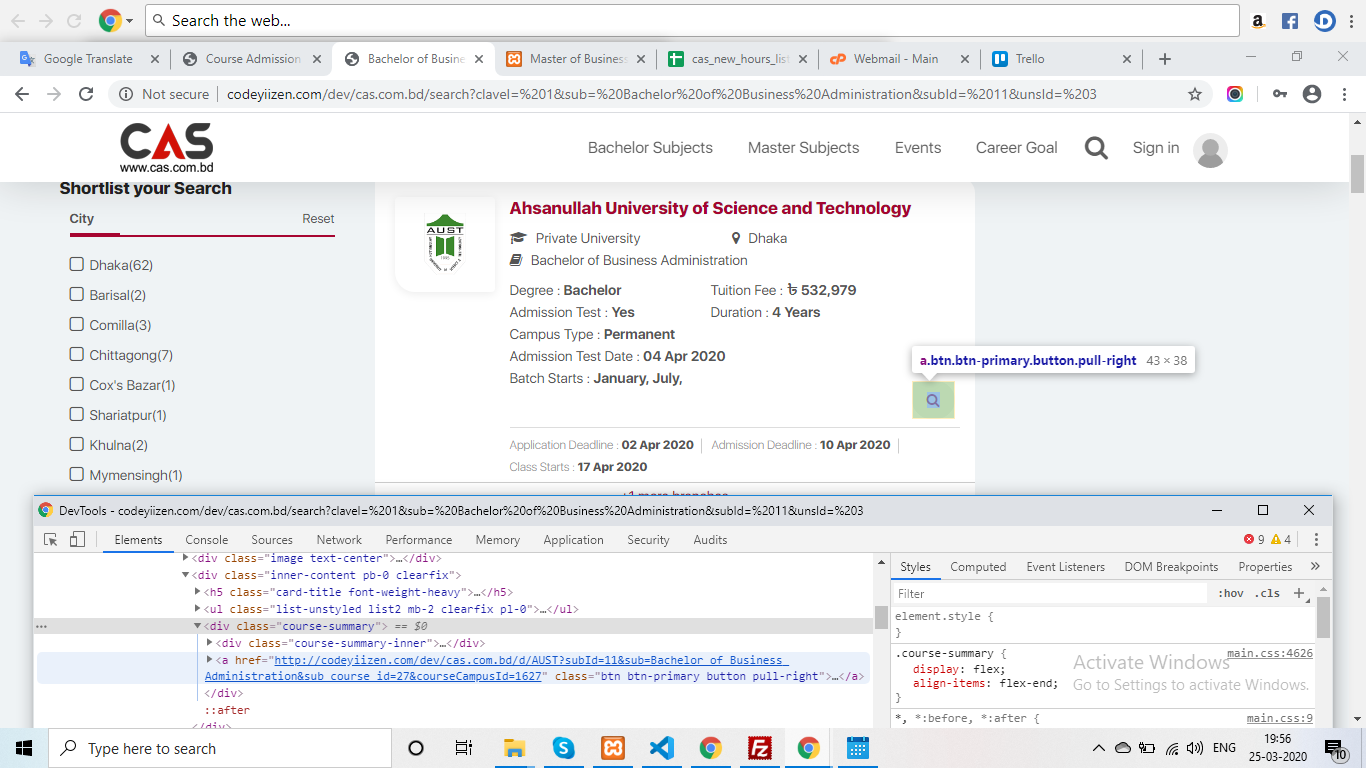 Search the web...
Google Translate
Course Admission
Bachelor of Busine
Master of Business
cas_new_hours_list
Webmail - Main
Trello
Not secure
codeyiizen.com/dev/cas.com.bd/search?clavel=%201&sub=%20Bachelor%20of%20Business%20Administration&subId=%2011&unsId=%203
CAS
www.cas.com.bd
Bachelor Subjects
Master Subjects
Events
Career Goal
Sign in
Shortlist your Search
City
Reset
Dhaka(62)
Barisal(2)
Comilla(3)
Chittagong(7)
Cox's Bazar(1)
Shariatpur(1)
Khulna(2)
Mymensingh(1)
AUST
Ahsanullah University of Science and Technology
Private University
Dhaka
Bachelor of Business Administration
Degree : Bachelor
Tuition Fee : ৳ 532,979
Admission Test : Yes
Duration : 4 Years
Campus Type : Permanent
Admission Test Date : 04 Apr 2020
Batch Starts : January, July,
a.btn.btn-primary.button.pull-right 43 × 38
Application Deadline : 02 Apr 2020
Admission Deadline : 10 Apr 2020
Class Starts : 17 Apr 2020
+1 more branches
DevTools - codeyiizen.com/dev/cas.com.bd/search?clavel=%201&sub=%20Bachelor%20of%20Business%20Administration&subId=%2011&unsId=%203
Elements
Console
Sources
Network
Performance
Memory
Application
Security
Audits
9
4
<div class="image text-center">…</div>
<div class="inner-content pb-0 clearfix">
<h5 class="card-title font-weight-heavy">…</h5>
<ul class="list-unstyled list2 mb-2 clearfix pl-0">…</ul>
<div class="course-summary"> == $0
<div class="course-summary-inner">…</div>
<a href="http://codeyiizen.com/dev/cas.com.bd/d/AUST?subId=11&sub=Bachelor of Business
Administration&sub_course_id=27&courseCampusId=1627" class="btn btn-primary button pull-right">…</a>
</div>
::after
</div>
Styles
Computed
Event Listeners
DOM Breakpoints
Properties
»
Filter
:hov
.cls
+
element.style {
}
.course-summary {
main.css:4626
display: flex;
align-items: flex-end;
}
*, *:before, *:after {
main.css:9
Activate Windows
Go to Settings to activate Windows.
Type here to search
ENG
19:56
25-03-2020
10